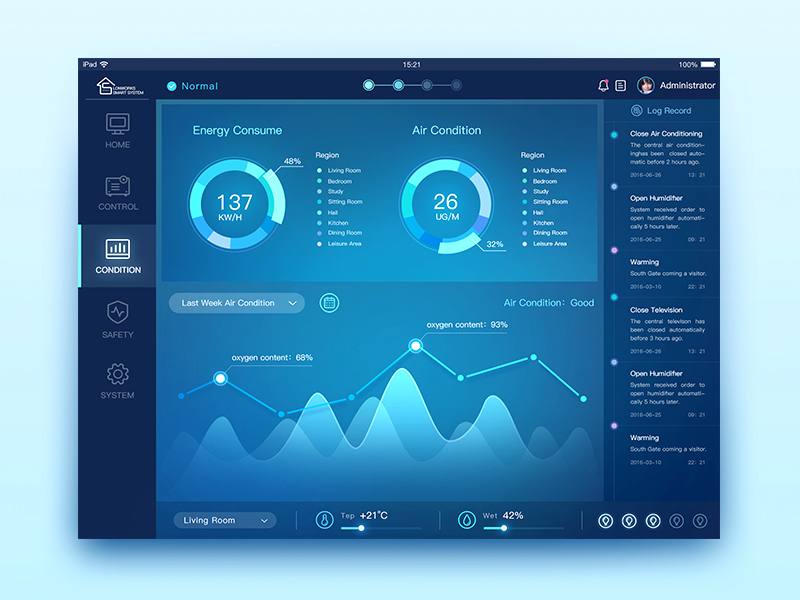 iPad
15:21
100%
LONWORKS
SMART SYSTEM
Normal
Administrator
HOME
CONTROL
CONDITION
SAFETY
SYSTEM
Energy Consume
48%
137
KW/H
Region
Living Room
Bedroom
Study
Sitting Room
Hall
Kitchen
Dining Room
Leisure Area
Air Condition
26
UG/M
32%
Region
Living Room
Bedroom
Study
Sitting Room
Hall
Kitchen
Dining Room
Leisure Area
Last Week Air Condition
Air Condition: Good
oxygen content: 68%
oxygen content: 93%
Living Room
Tep +21°C
Wet 42%
Log Record
Close Air Conditioning
The central air condition-
inghas been closed auto-
matic before 2 hours ago.
2016-06-26 13: 21
Open Humidifier
System received order to
open humidifier automati-
cally 5 hours later.
2016-06-25 09: 21
Warming
South Gate coming a visitor.
2016-03-10 22: 21
Close Television
The central televison has
been closed automatically
before 3 hours ago.
2016-06-26 13: 21
Open Humidifier
System received order to
open humidifier automati-
cally 5 hours later.
2016-06-25 09: 21
Warming
South Gate coming a visitor.
2016-03-10 22: 21